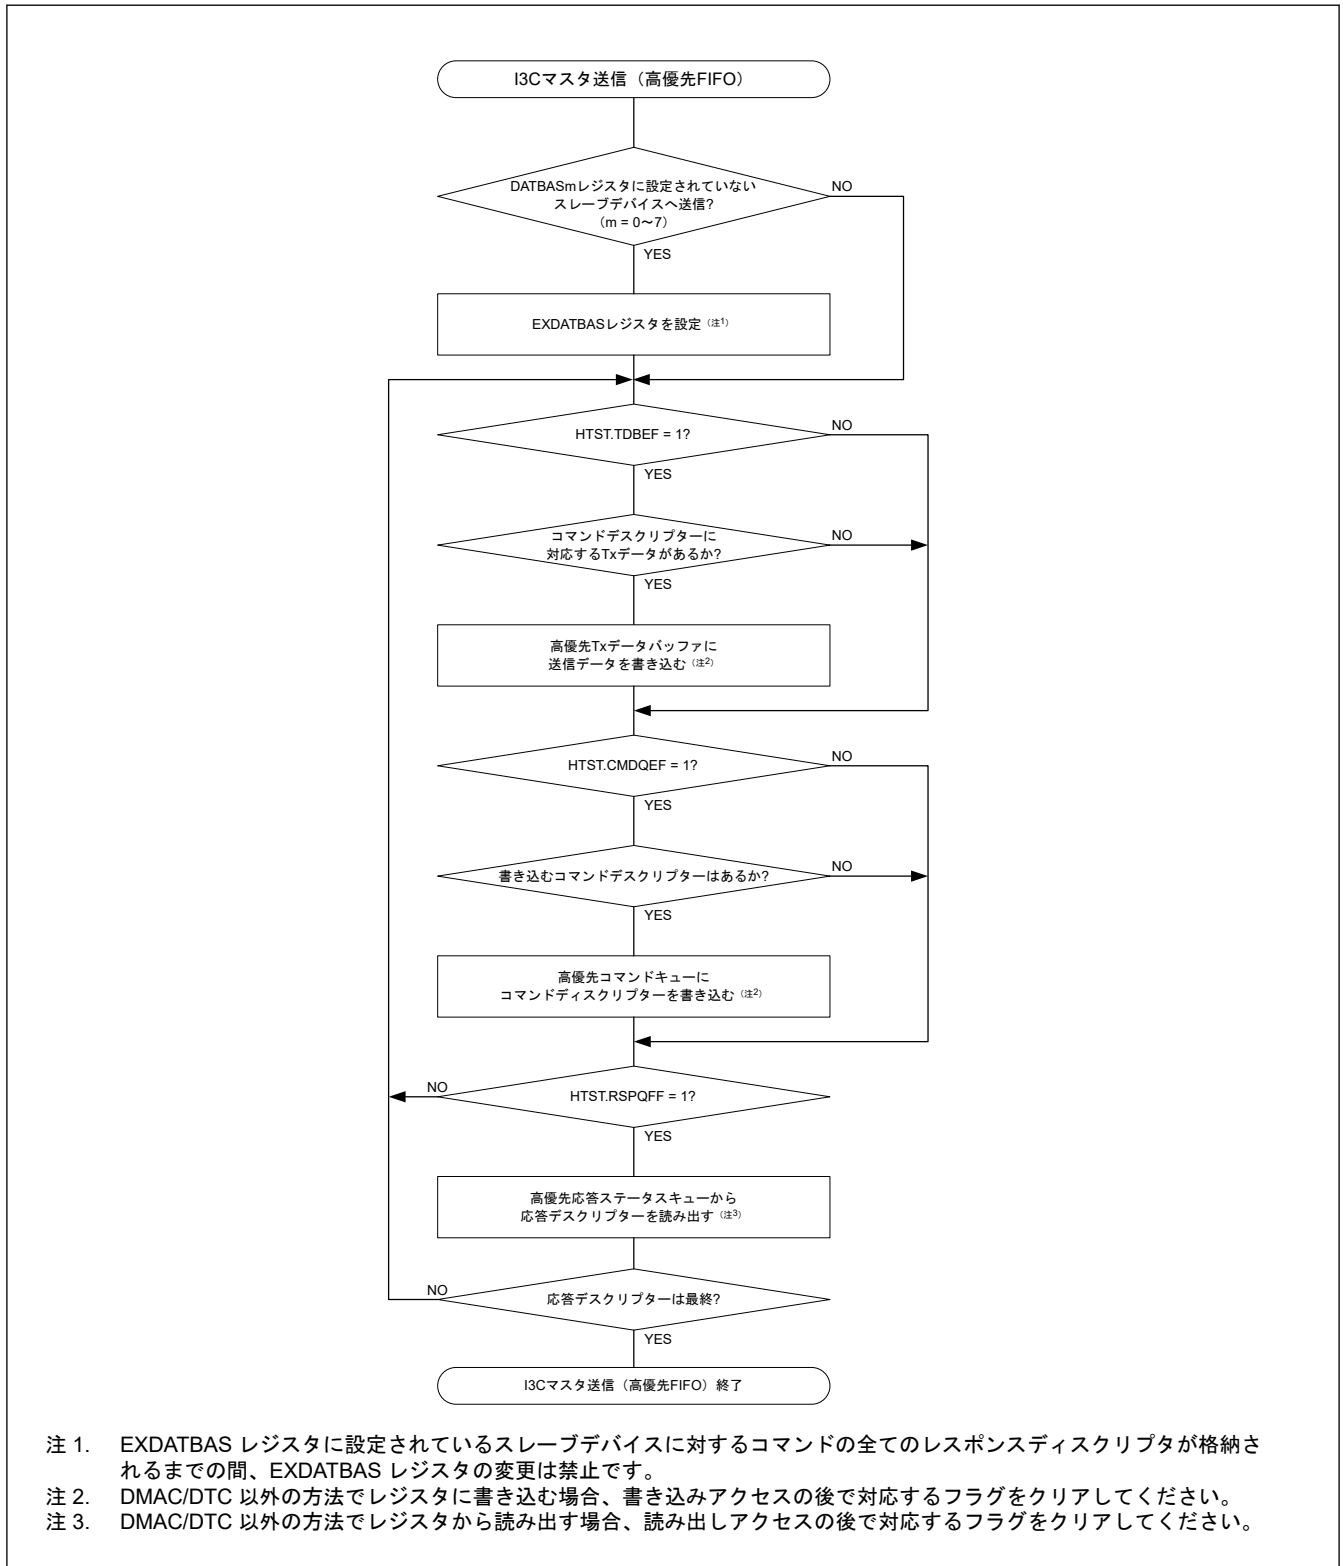 I3Cマスタ送信（高優先FIFO）
DATBASmレジスタに設定されていない
スレーブデバイスへ送信?
（m = 0～7）
NO
YES
EXDATBASレジスタを設定（注1）
HTST.TDBEF = 1?
NO
YES
コマンドデスクリプターに
対応するTxデータがあるか?
NO
YES
高優先Txデータバッファに
送信データを書き込む（注2）
HTST.CMDQEF = 1?
NO
YES
書き込むコマンドデスクリプターはあるか?
NO
YES
高優先コマンドキューに
コマンドディスクリプターを書き込む（注2）
NO
HTST.RSPQFF = 1?
YES
高優先応答ステータスキューから
応答デスクリプターを読み出す（注3）
NO
応答デスクリプターは最終?
YES
I3Cマスタ送信（高優先FIFO）終了
注 1. EXDATBAS レジスタに設定されているスレーブデバイスに対するコマンドの全てのレスポンスディスクリプタが格納さ
れるまでの間、EXDATBAS レジスタの変更は禁止です。
注 2. DMAC/DTC 以外の方法でレジスタに書き込む場合、書き込みアクセスの後で対応するフラグをクリアしてください。
注 3. DMAC/DTC 以外の方法でレジスタから読み出す場合、読み出しアクセスの後で対応するフラグをクリアしてください。